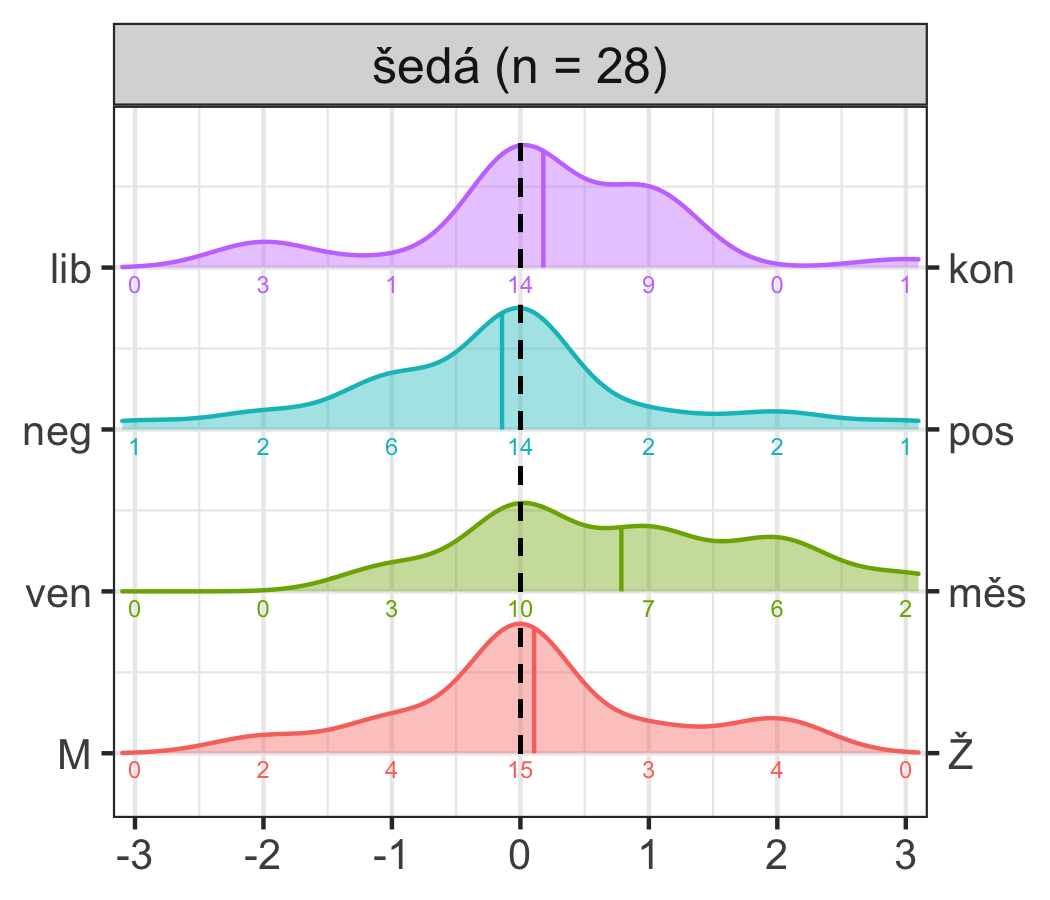 šedá (n = 28)
lib kon
0 3 1 14 9 0 1
neg pos
1 2 6 14 2 2 1
ven měs
0 0 3 10 7 6 2
M Ž
0 2 4 15 3 4 0
-3 -2 -1 0 1 2 3